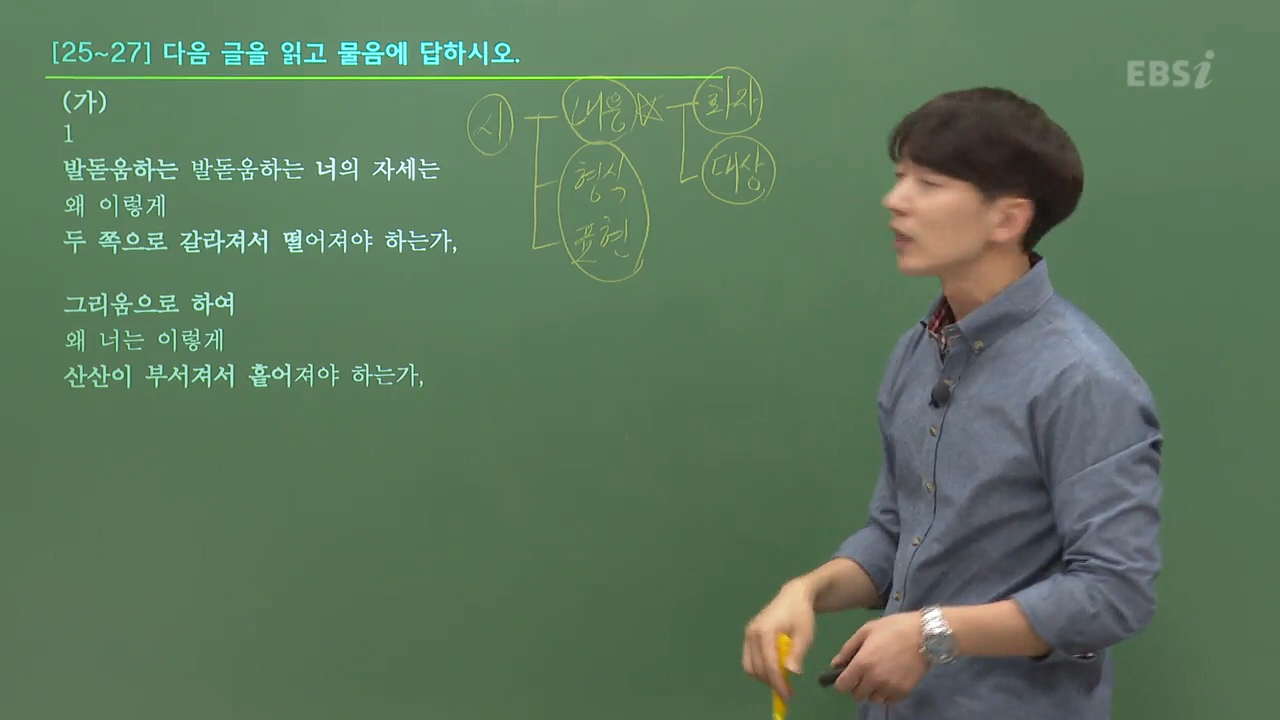 [25~27] 다음 글을 읽고 물음에 답하시오.
EBSi
(가)
1
발돋움하는 발돋움하는 너의 자세는
왜 이렇게
두 쪽으로 갈라져서 떨어져야 하는가,
그리움으로 하여
왜 너는 이렇게
산산이 부서져서 흩어져야 하는가,
시 내용 화자
형식 대상
표현